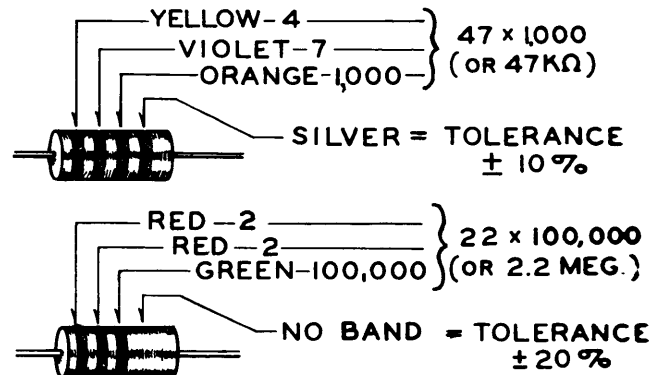 YELLOW-4
VIOLET-7
ORANGE-1,000
47 x 1,000
(OR 47KΩ)
SILVER = TOLERANCE
± 10%
RED-2
RED-2
GREEN-100,000
22 x 100,000
(OR 2.2 MEG.)
NO BAND = TOLERANCE
± 20%